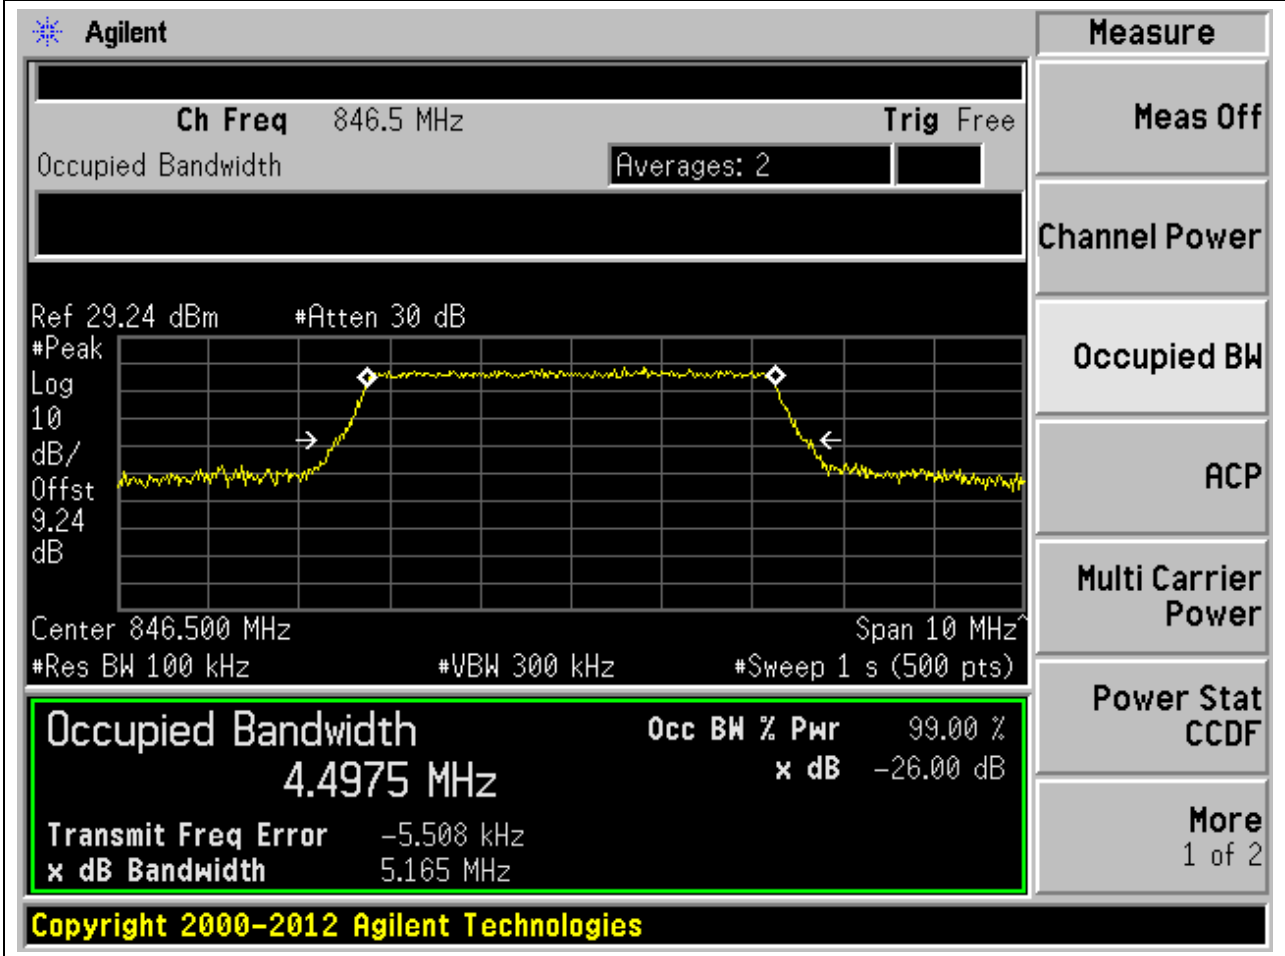 Agilent
Measure
Ch Freq 846.5 MHz Trig Free
Occupied Bandwidth Averages: 2
Ref 29.24 dBm #Atten 30 dB
#Peak
Log
10
dB/
Offst
9.24
dB
Center 846.500 MHz Span 10 MHz^
#Res BW 100 kHz #VBW 300 kHz #Sweep 1 s (500 pts)
Occupied Bandwidth Occ BW % Pwr 99.00 %
4.4975 MHz x dB -26.00 dB
Transmit Freq Error -5.508 kHz
x dB Bandwidth 5.165 MHz
Meas Off
Channel Power
Occupied BW
ACP
Multi Carrier
Power
Power Stat
CCDF
More
1 of 2
Copyright 2000-2012 Agilent Technologies